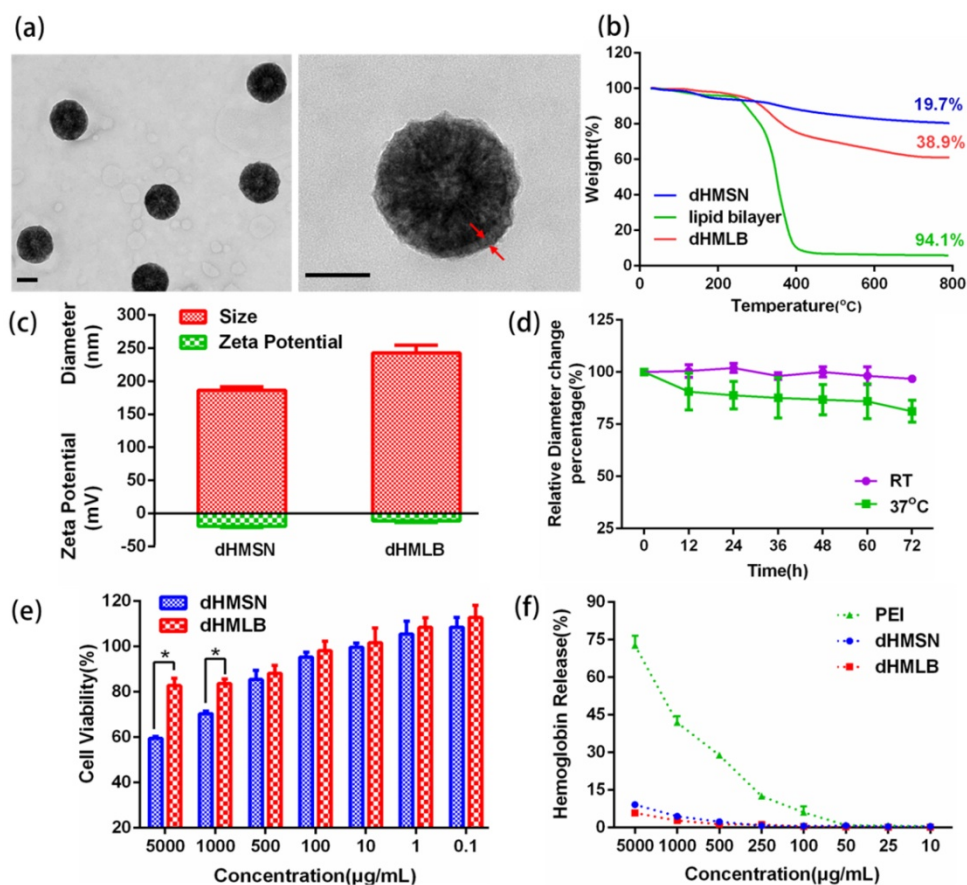 (a)
(b)
120
100
80
60
40
20
0
Weight(%)
19.7%
38.9%
94.1%
dHMSN
lipid bilayer
dHMLB
0 200 400 600 800
Temperature(°C)
(c)
300
250
200
150
100
50
0
-50
Diameter
(nm)
Zeta Potential
(mV)
Size
Zeta Potential
dHMSN dHMLB
(d)
125
100
75
50
25
Relative Diameter change
percentage(%)
RT
37°C
0 12 24 36 48 60 72
Time(h)
(e)
120
100
80
60
40
20
Cell Viability(%)
dHMSN
dHMLB
* *
5000 1000 500 100 10 1 0.1
Concentration(µg/mL)
(f)
90
75
60
45
30
15
0
Hemoglobin Release(%)
PEI
dHMSN
dHMLB
5000 1000 500 250 100 50 25 10
Concentration(µg/mL)